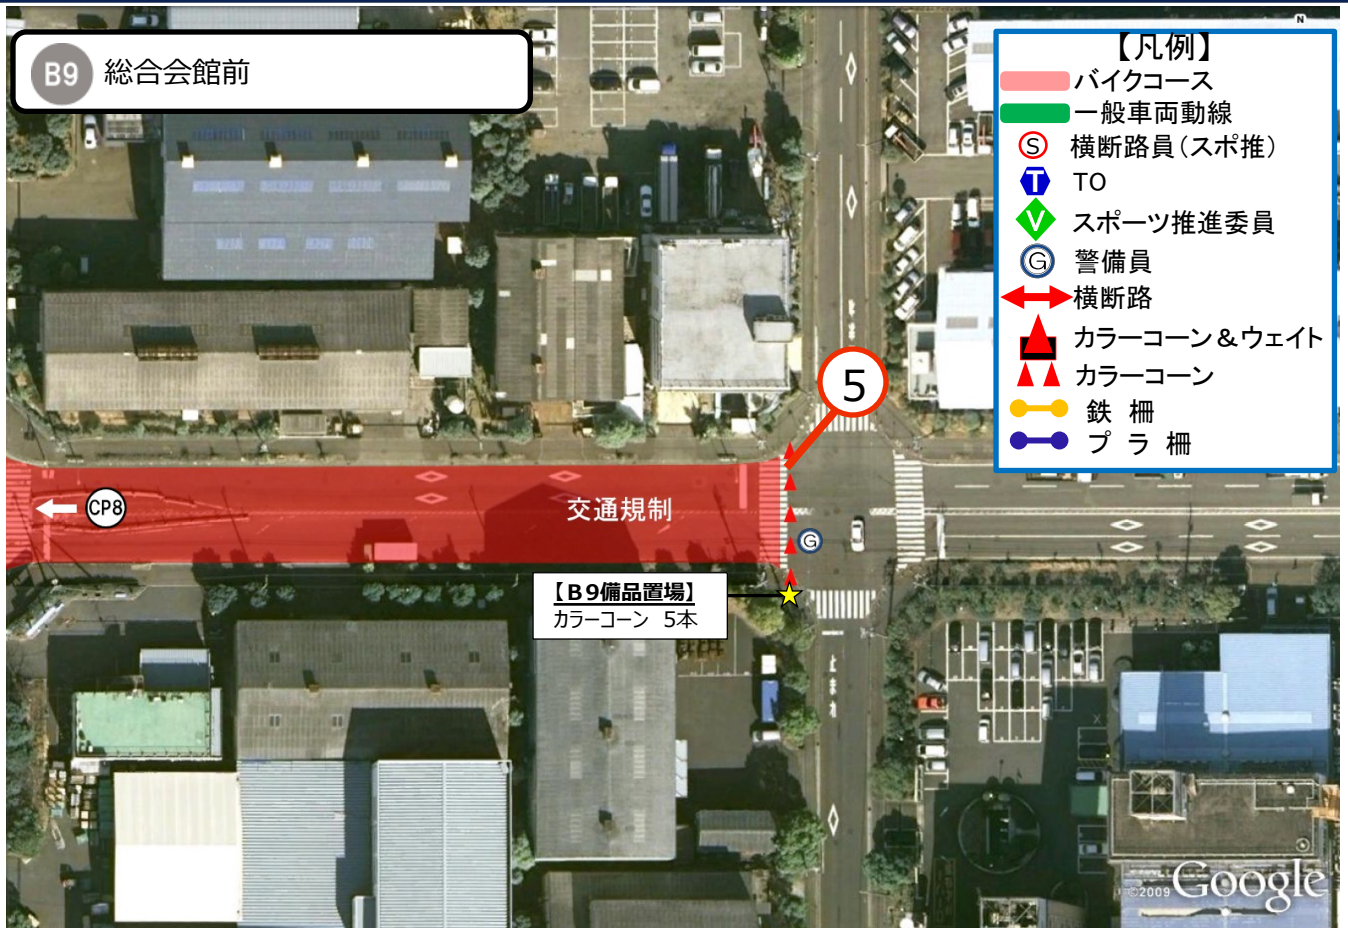 B9 総合会館前
N
【凡例】
バイクコース
一般車両動線
S 横断路員(スポ推)
T TO
V スポーツ推進委員
G 警備員
横断路
カラーコーン＆ウェイト
カラーコーン
鉄 柵
プ ラ 柵
5
CP8
交通規制
G
【B9備品置場】
カラーコーン 5本
止まれ
©2009 Google